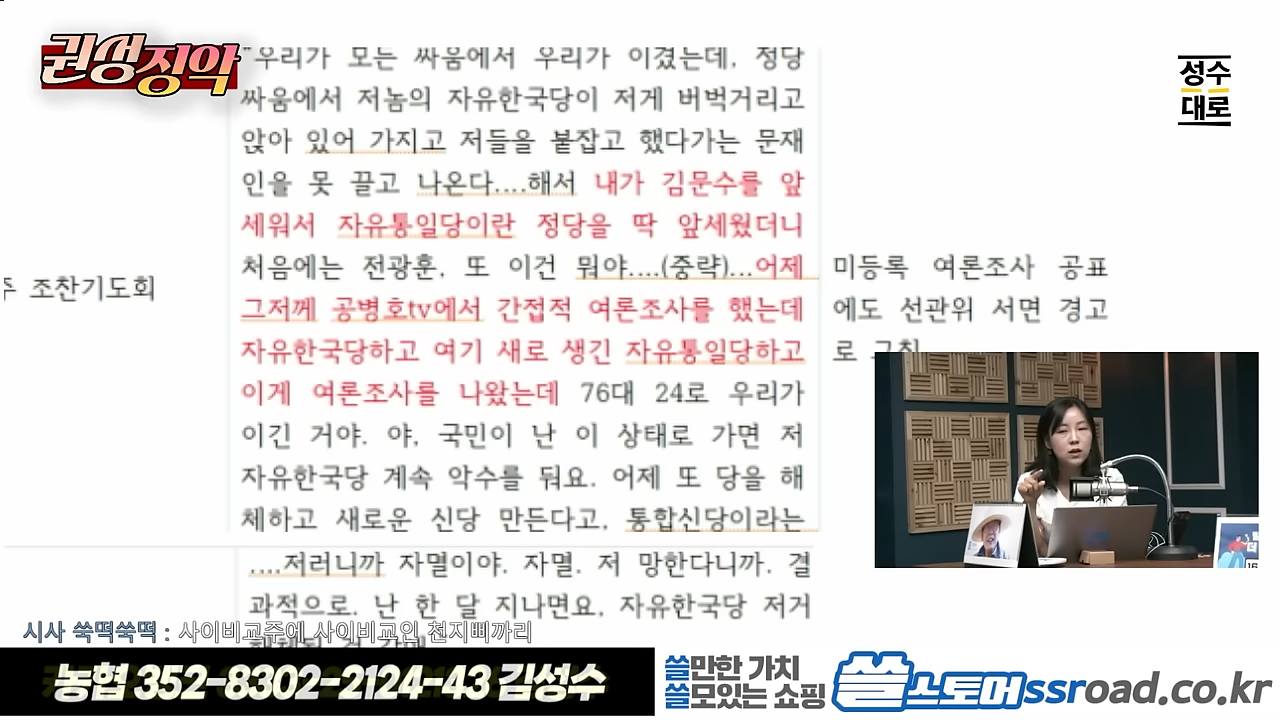 권성징악
성수
대로
"우리가 모든 싸움에서 우리가 이겼는데, 정당
싸움에서 저놈의 자유한국당이 저게 버벅거리고
앉아 있어 가지고 저들을 붙잡고 했다가는 문재
인을 못 끌고 나온다....해서 내가 김문수를 앞
세워서 자유통일당이란 정당을 딱 앞세웠더니
처음에는 전광훈, 또 이건 뭐야....(중략)...어제
그저께 공병호tv에서 간접적 여론조사를 했는데
자유한국당하고 여기 새로 생긴 자유통일당하고
이게 여론조사를 나왔는데 76대 24로 우리가
이긴 거야. 야, 국민이 난 이 상태로 가면 저
자유한국당 계속 악수를 둬요. 어제 또 당을 해
체하고 새로운 신당 만든다고, 통합신당이라는
....저러니까 자멸이야. 자멸. 저 망한다니까. 결
과적으로. 난 한 달 지나면요, 자유한국당 저거
조찬기도회
미등록 여론조사 공표
에도 선관위 서면 경고
로 그침
시사 쑥떡쑥떡 : 사이비교주에 사이비교인 천지삐까리
농협 352-8302-2124-43 김성수
쓸만한 가치
쓸모있는 쇼핑
쓸스토어ssroad.co.kr
16